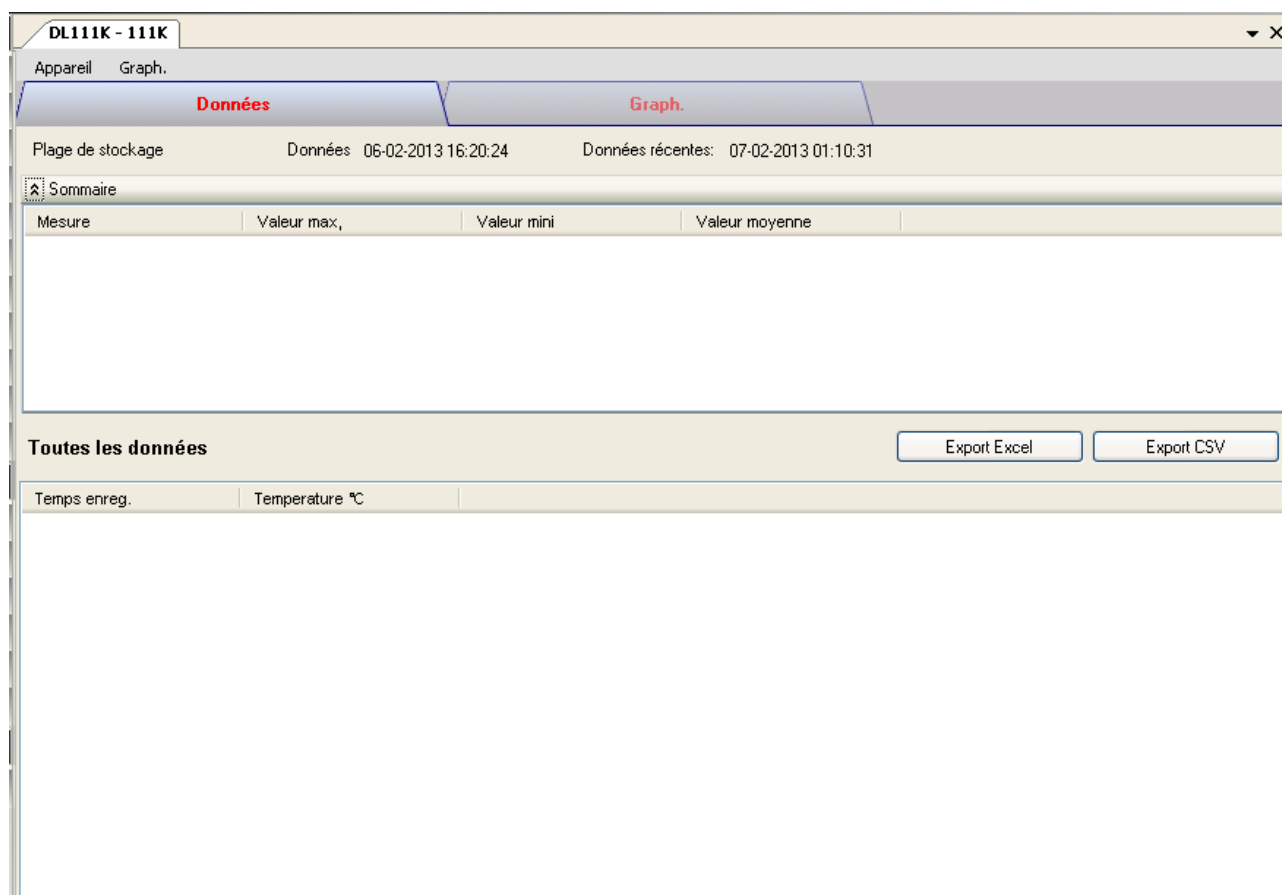 DL111K - 111K
Appareil Graph.
Données Graph.
Plage de stockage Données 06-02-2013 16:20:24 Données récentes: 07-02-2013 01:10:31
Sommaire
Mesure Valeur max, Valeur mini Valeur moyenne
Toutes les données Export Excel Export CSV
Temps enreg. Temperature °C